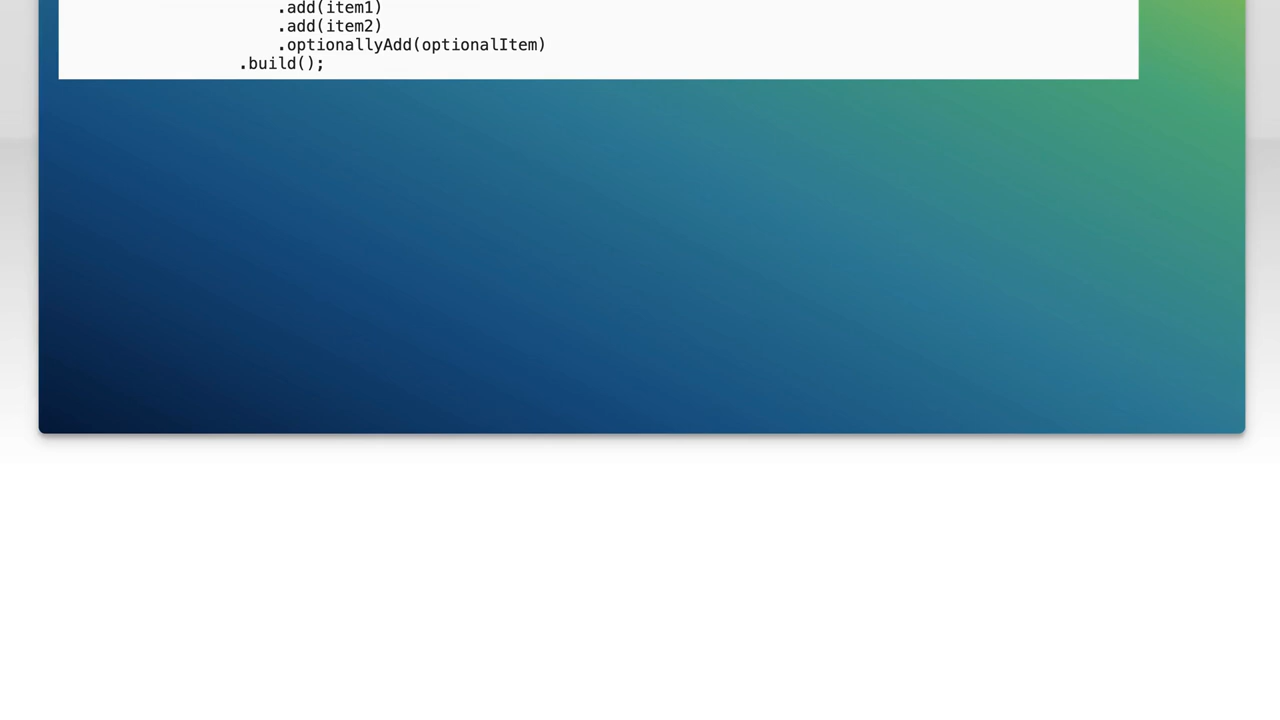 .add(item1)
.add(item2)
.optionallyAdd(optionalItem)
.build();